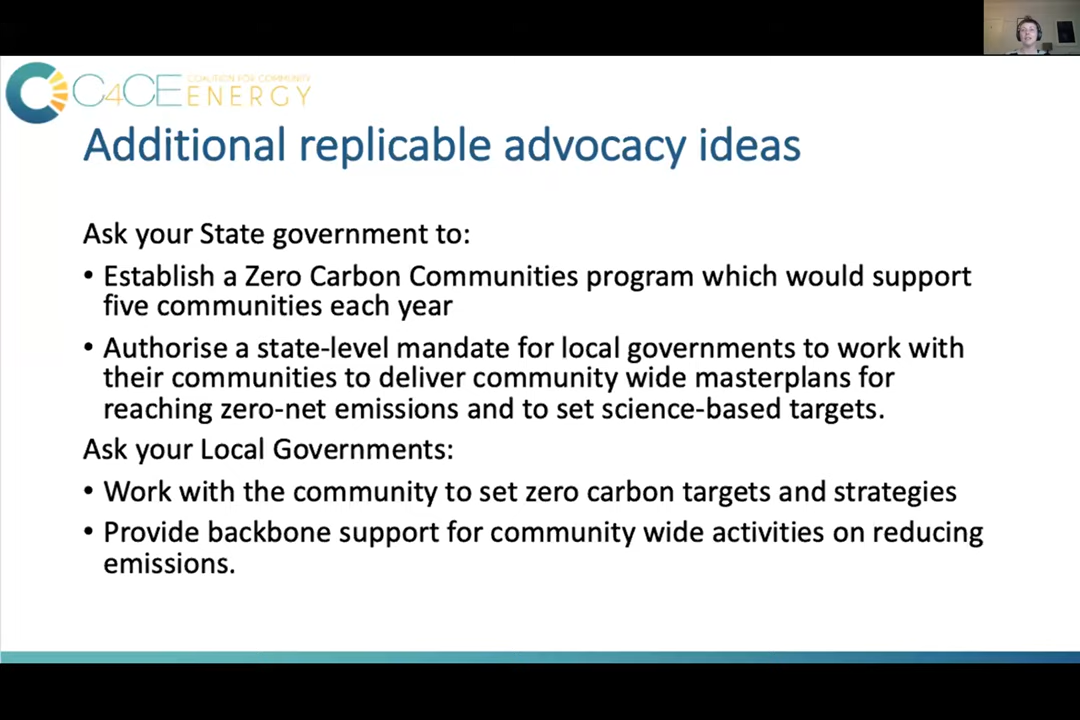 C4CE COALITION FOR COMMUNITY
ENERGY
Additional replicable advocacy ideas
Ask your State government to:
• Establish a Zero Carbon Communities program which would support
five communities each year
• Authorise a state-level mandate for local governments to work with
their communities to deliver community wide masterplans for
reaching zero-net emissions and to set science-based targets.
Ask your Local Governments:
• Work with the community to set zero carbon targets and strategies
• Provide backbone support for community wide activities on reducing
emissions.